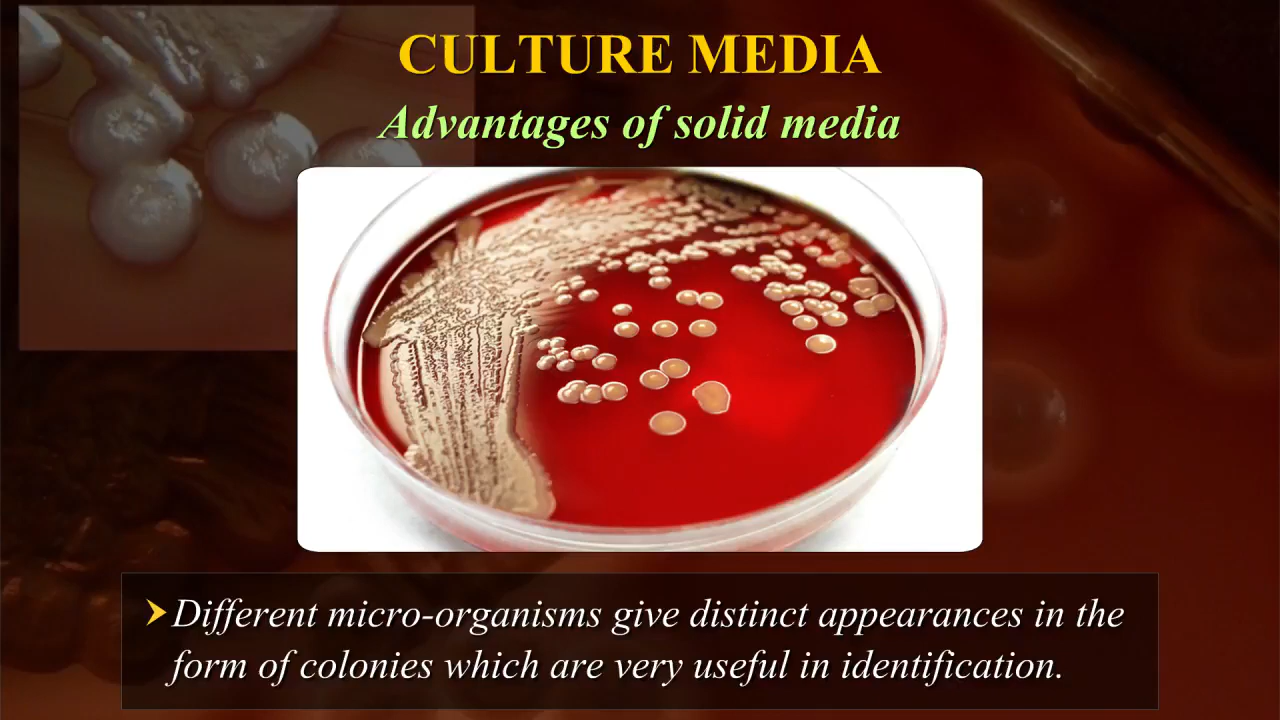 CULTURE MEDIA
Advantages of solid media
Different micro-organisms give distinct appearances in the
form of colonies which are very useful in identification.